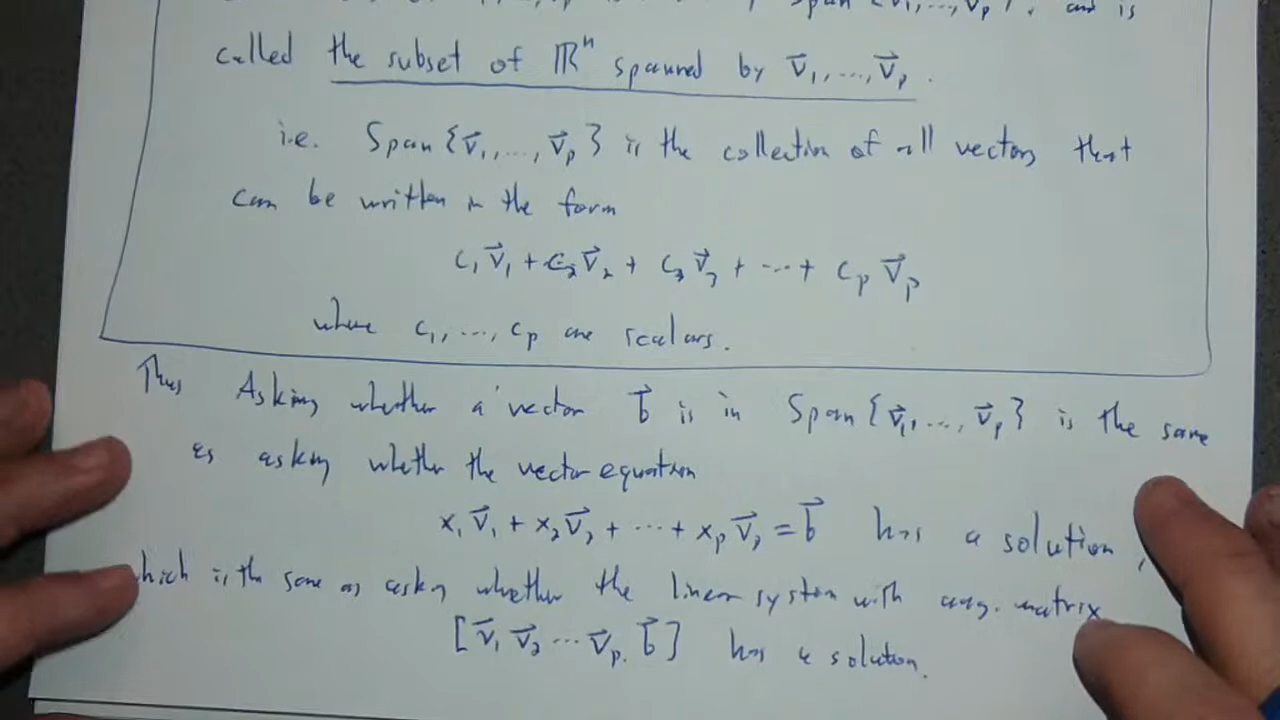 Span {v⃗₁,...,v⃗ₚ}, and is
called the subset of ℝⁿ spanned by v⃗₁,...,v⃗ₚ.
i.e. Span {v⃗₁,...,v⃗ₚ} is the collection of all vectors that
can be written in the form
c₁v⃗₁ + c₂v⃗₂ + c₃v⃗₃ + ... + cₚv⃗ₚ
where c₁,...,cₚ are scalars.
Thus Asking whether a vector b⃗ is in Span {v⃗₁,...,v⃗ₚ} is the same
as asking whether the vector equation
x₁v⃗₁ + x₂v⃗₂ + ... + xₚv⃗ₚ = b⃗ has a solution,
which is the same as asking whether the linear system with aug. matrix
[v⃗₁ v⃗₂ ... v⃗ₚ b⃗] has a solution.